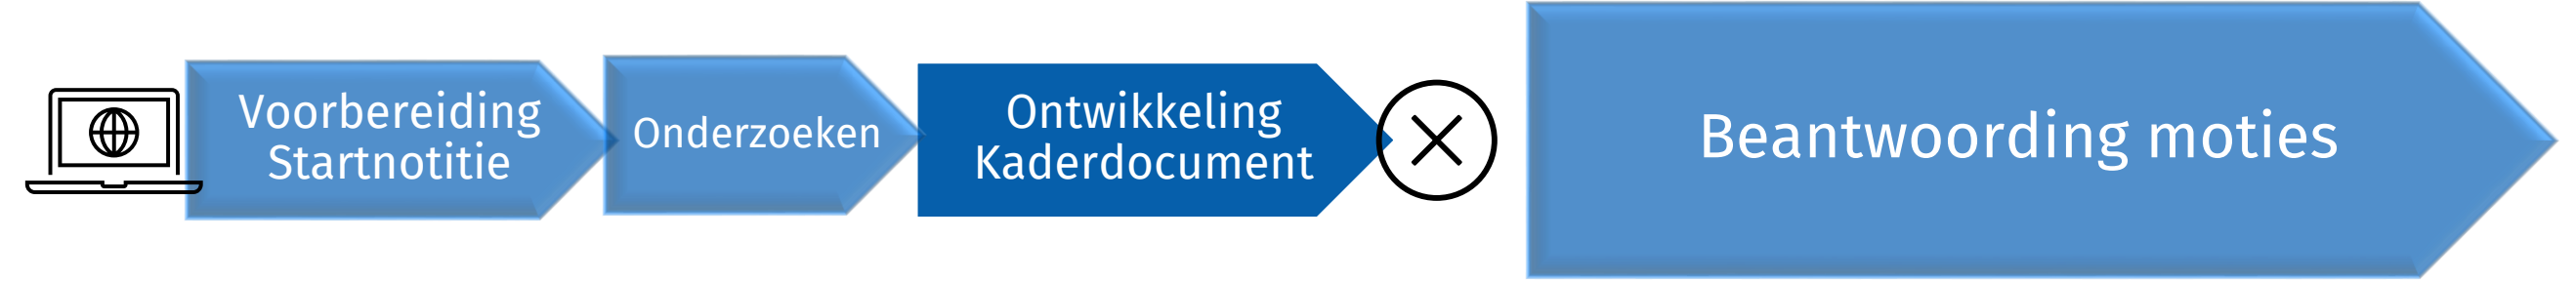 Voorbereiding
Startnotitie
Onderzoeken
Ontwikkeling
Kaderdocument
Beantwoording moties